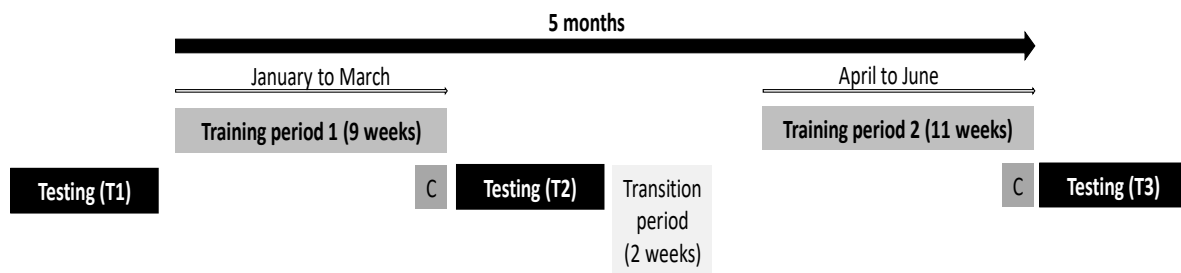 5 months
January to March
April to June
Training period 1 (9 weeks)
Training period 2 (11 weeks)
Testing (T1)
C
Testing (T2)
Transition
period
(2 weeks)
C
Testing (T3)